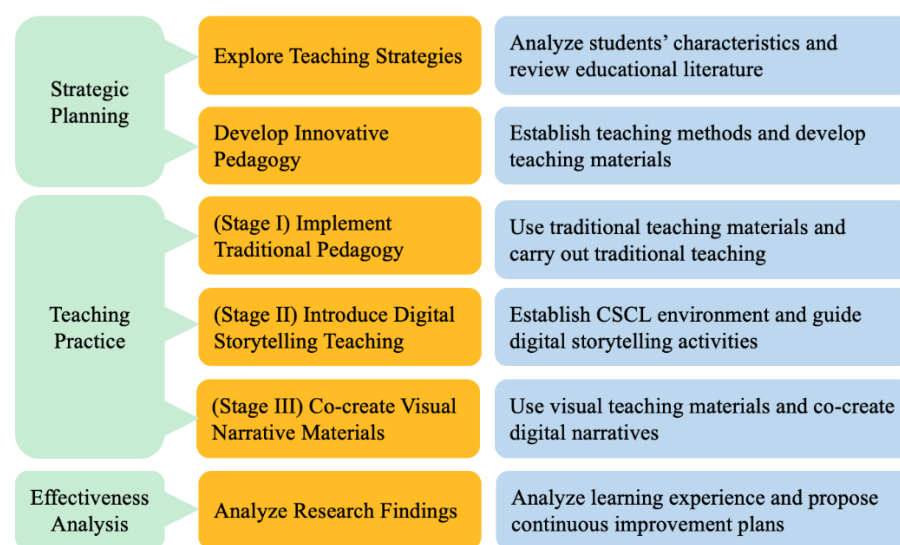 Strategic
Planning
Explore Teaching Strategies
Analyze students’ characteristics and
review educational literature
Develop Innovative
Pedagogy
Establish teaching methods and develop
teaching materials
Teaching
Practice
(Stage I) Implement
Traditional Pedagogy
Use traditional teaching materials and
carry out traditional teaching
(Stage II) Introduce Digital
Storytelling Teaching
Establish CSCL environment and guide
digital storytelling activities
(Stage III) Co-create Visual
Narrative Materials
Use visual teaching materials and co-create
digital narratives
Effectiveness
Analysis
Analyze Research Findings
Analyze learning experience and propose
continuous improvement plans